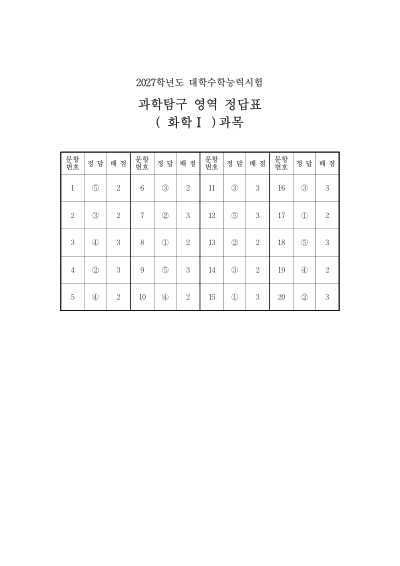 2027학년도 대학수학능력시험
과학탐구 영역 정답표
( 화학Ⅰ )과목
문항번호 정 답 배 점 문항번호 정 답 배 점 문항번호 정 답 배 점 문항번호 정 답 배 점
1 ⑤ 2 6 ③ 2 11 ③ 3 16 ③ 3
2 ③ 2 7 ② 3 12 ⑤ 3 17 ① 2
3 ④ 3 8 ① 2 13 ② 2 18 ⑤ 3
4 ② 3 9 ⑤ 3 14 ③ 2 19 ④ 2
5 ④ 2 10 ④ 2 15 ① 3 20 ② 3